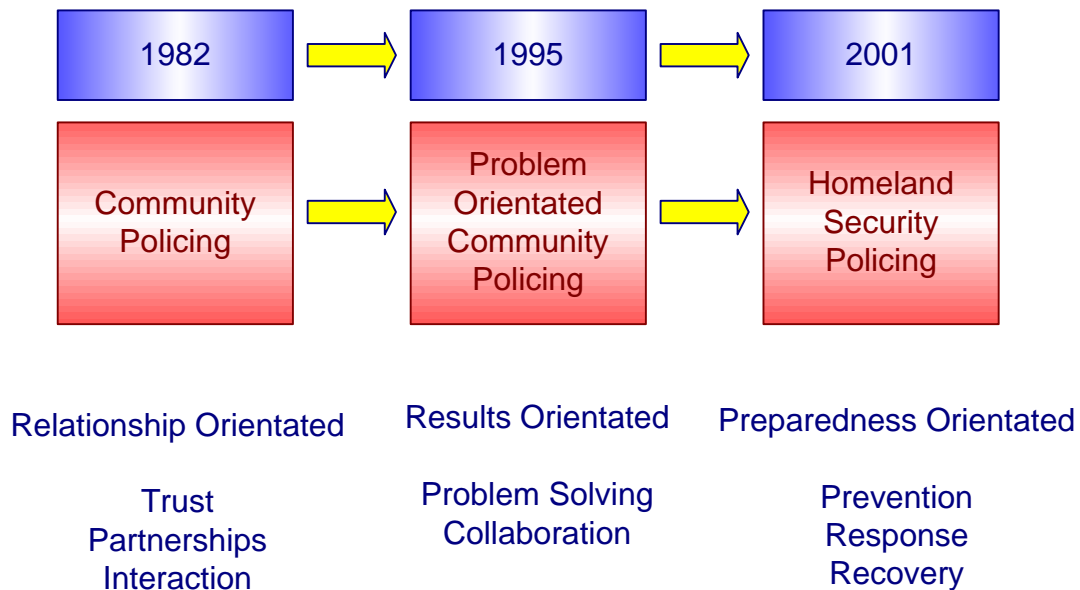 1982
1995
2001
Community
Policing
Problem
Orientated
Community
Policing
Homeland
Security
Policing
Relationship Orientated
Trust
Partnerships
Interaction
Results Orientated
Problem Solving
Collaboration
Preparedness Orientated
Prevention
Response
Recovery